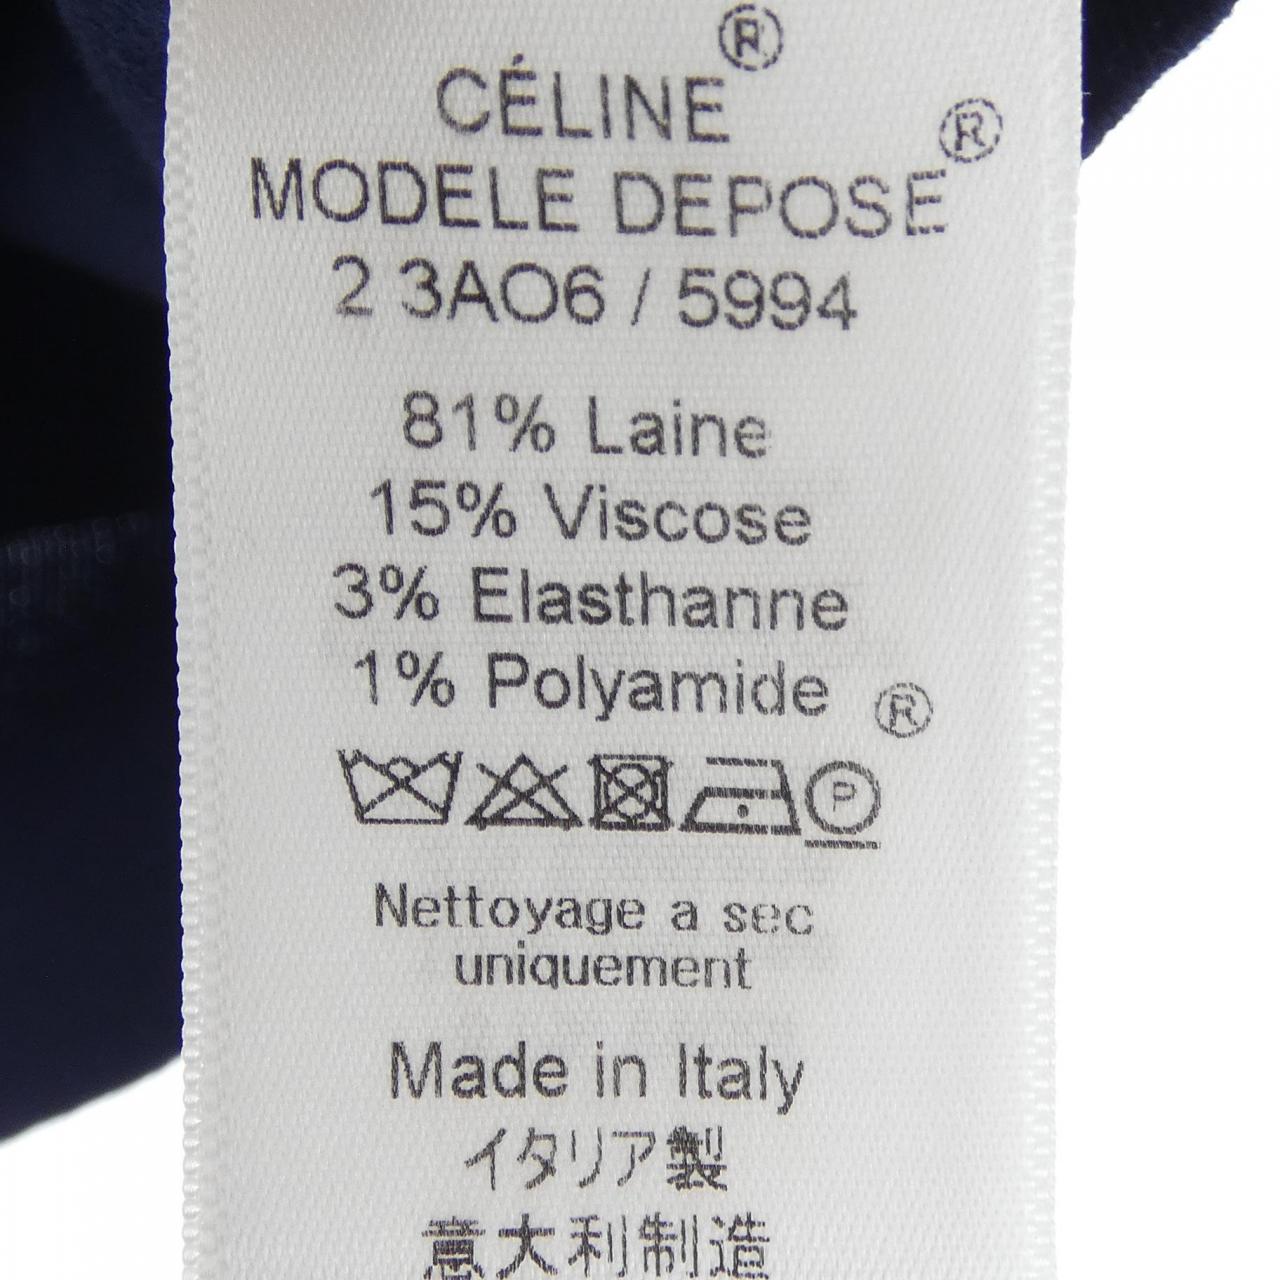 CÉLINE®
MODELE DEPOSE®
2 3AO6 / 5994
81% Laine
15% Viscose
3% Elasthanne
1% Polyamide ®
P
Nettoyage a sec
uniquement
Made in Italy
イタリア製
意大利制造